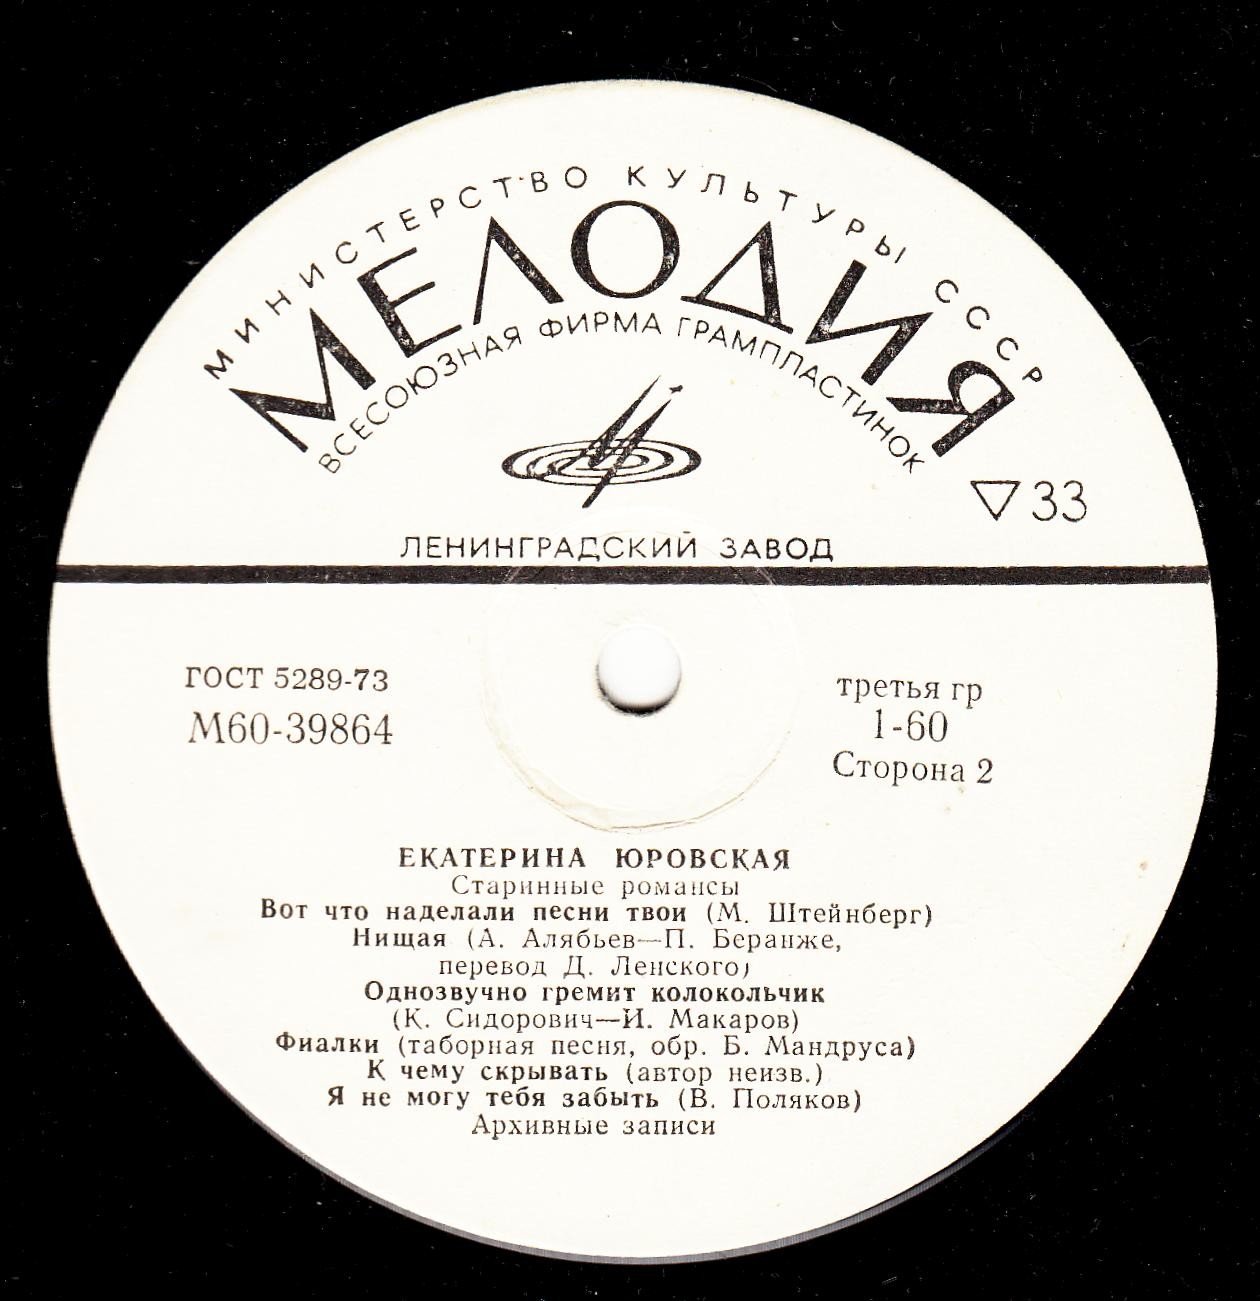 МИНИСТЕРСТВО КУЛЬТУРЫ СССР
МЕЛОДИЯ
ВСЕСОЮЗНАЯ ФИРМА ГРАМПЛАСТИНОК
33
ЛЕНИНГРАДСКИЙ ЗАВОД
ГОСТ 5289-73
М60-39864
третья гр
1-60
Сторона 2
ЕКАТЕРИНА ЮРОВСКАЯ
Старинные романсы
Вот что наделали песни твои (М. Штейнберг)
Нищая (А. Алябьев—П. Беранже,
перевод Д. Ленского)
Однозвучно гремит колокольчик
(К. Сидорович—И. Макаров)
Фиалки (таборная песня, обр. Б. Мандруса)
К чему скрывать (автор неизв.)
Я не могу тебя забыть (В. Поляков)
Архивные записи